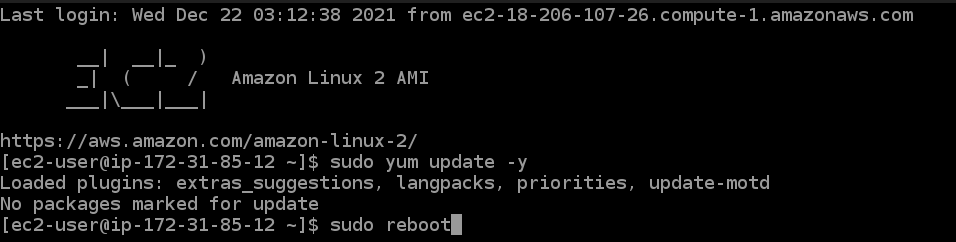 Last login: Wed Dec 22 03:12:38 2021 from ec2-18-206-107-26.compute-1.amazonaws.com
       __|  __|_  )
       _|  (     /   Amazon Linux 2 AMI
      ___|\___|___|
https://aws.amazon.com/amazon-linux-2/
[ec2-user@ip-172-31-85-12 ~]$ sudo yum update -y
Loaded plugins: extras_suggestions, langpacks, priorities, update-motd
No packages marked for update
[ec2-user@ip-172-31-85-12 ~]$ sudo reboot